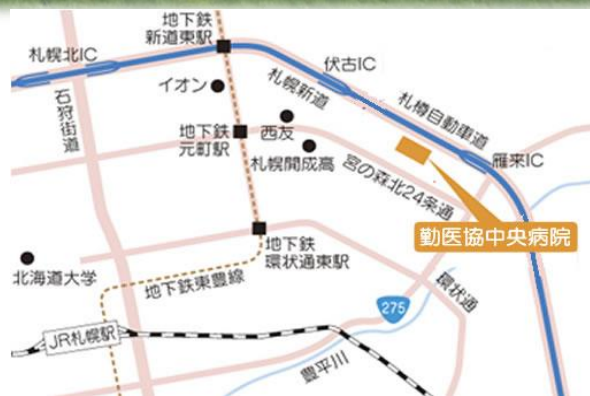 地下鉄
新道東駅
札幌北IC
伏古IC
イオン
札幌新道
札樽自動車道
石狩街道
地下鉄
元町駅
西友
札幌開成高
宮の森北24条通
雁来IC
勤医協中央病院
地下鉄
環状通東駅
北海道大学
地下鉄東豊線
環状通
275
JR札幌駅
豊平川